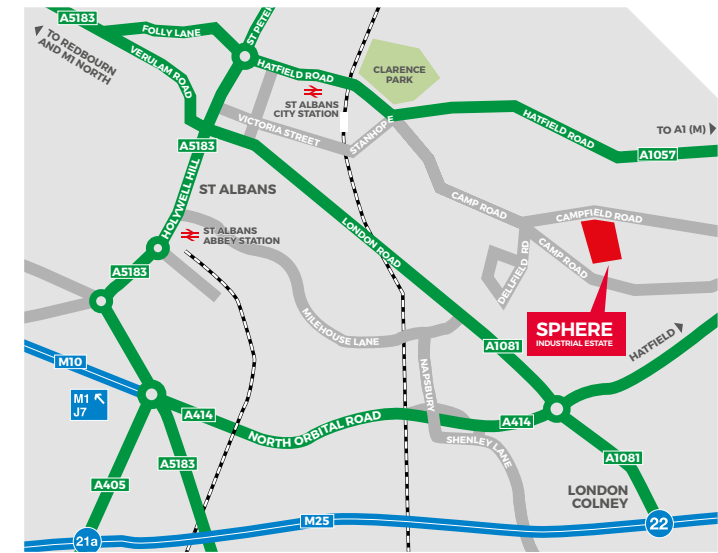 A5183
FOLLY LANE
ST PETER
TO REDBOURN
AND M1 NORTH
VERULAM ROAD
HATFIELD ROAD
CLARENCE
PARK
ST ALBANS
CITY STATION
VICTORIA STREET
STANHOPE
HATFIELD ROAD
TO A1 (M)
A1057
A5183
ST ALBANS
HOLYWELL HILL
ST ALBANS
ABBEY STATION
CAMP ROAD
CAMPFIELD ROAD
LONDON ROAD
DELLFIELD RD
CAMP ROAD
A5183
MILEHOUSE LANE
SPHERE
INDUSTRIAL ESTATE
HATFIELD
A1081
M10
NAPSBURY
M1
J7
A414
NORTH ORBITAL ROAD
A414
SHENLEY LANE
A5183
A1081
A405
LONDON
COLNEY
M25
22
21a